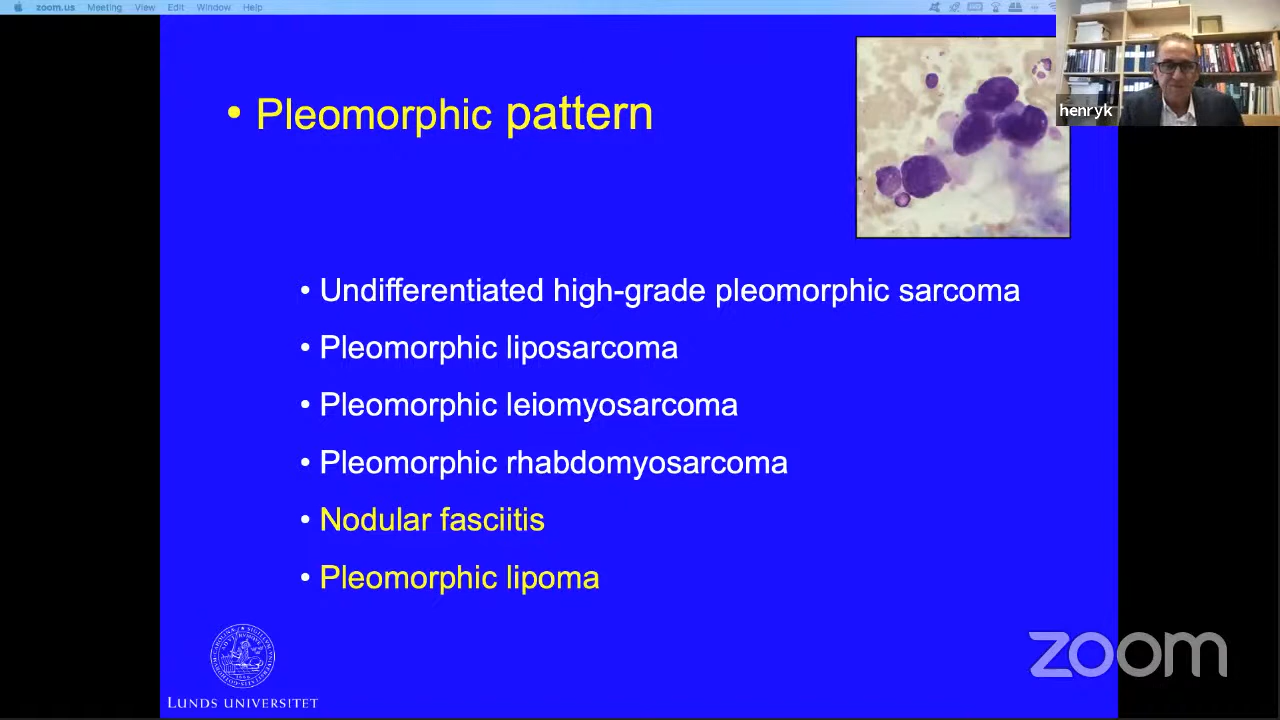 zoom.us Meeting View Edit Window Help
henryk
• Pleomorphic pattern
• Undifferentiated high-grade pleomorphic sarcoma
• Pleomorphic liposarcoma
• Pleomorphic leiomyosarcoma
• Pleomorphic rhabdomyosarcoma
• Nodular fasciitis
• Pleomorphic lipoma
LUNDS UNIVERSITET
zoom